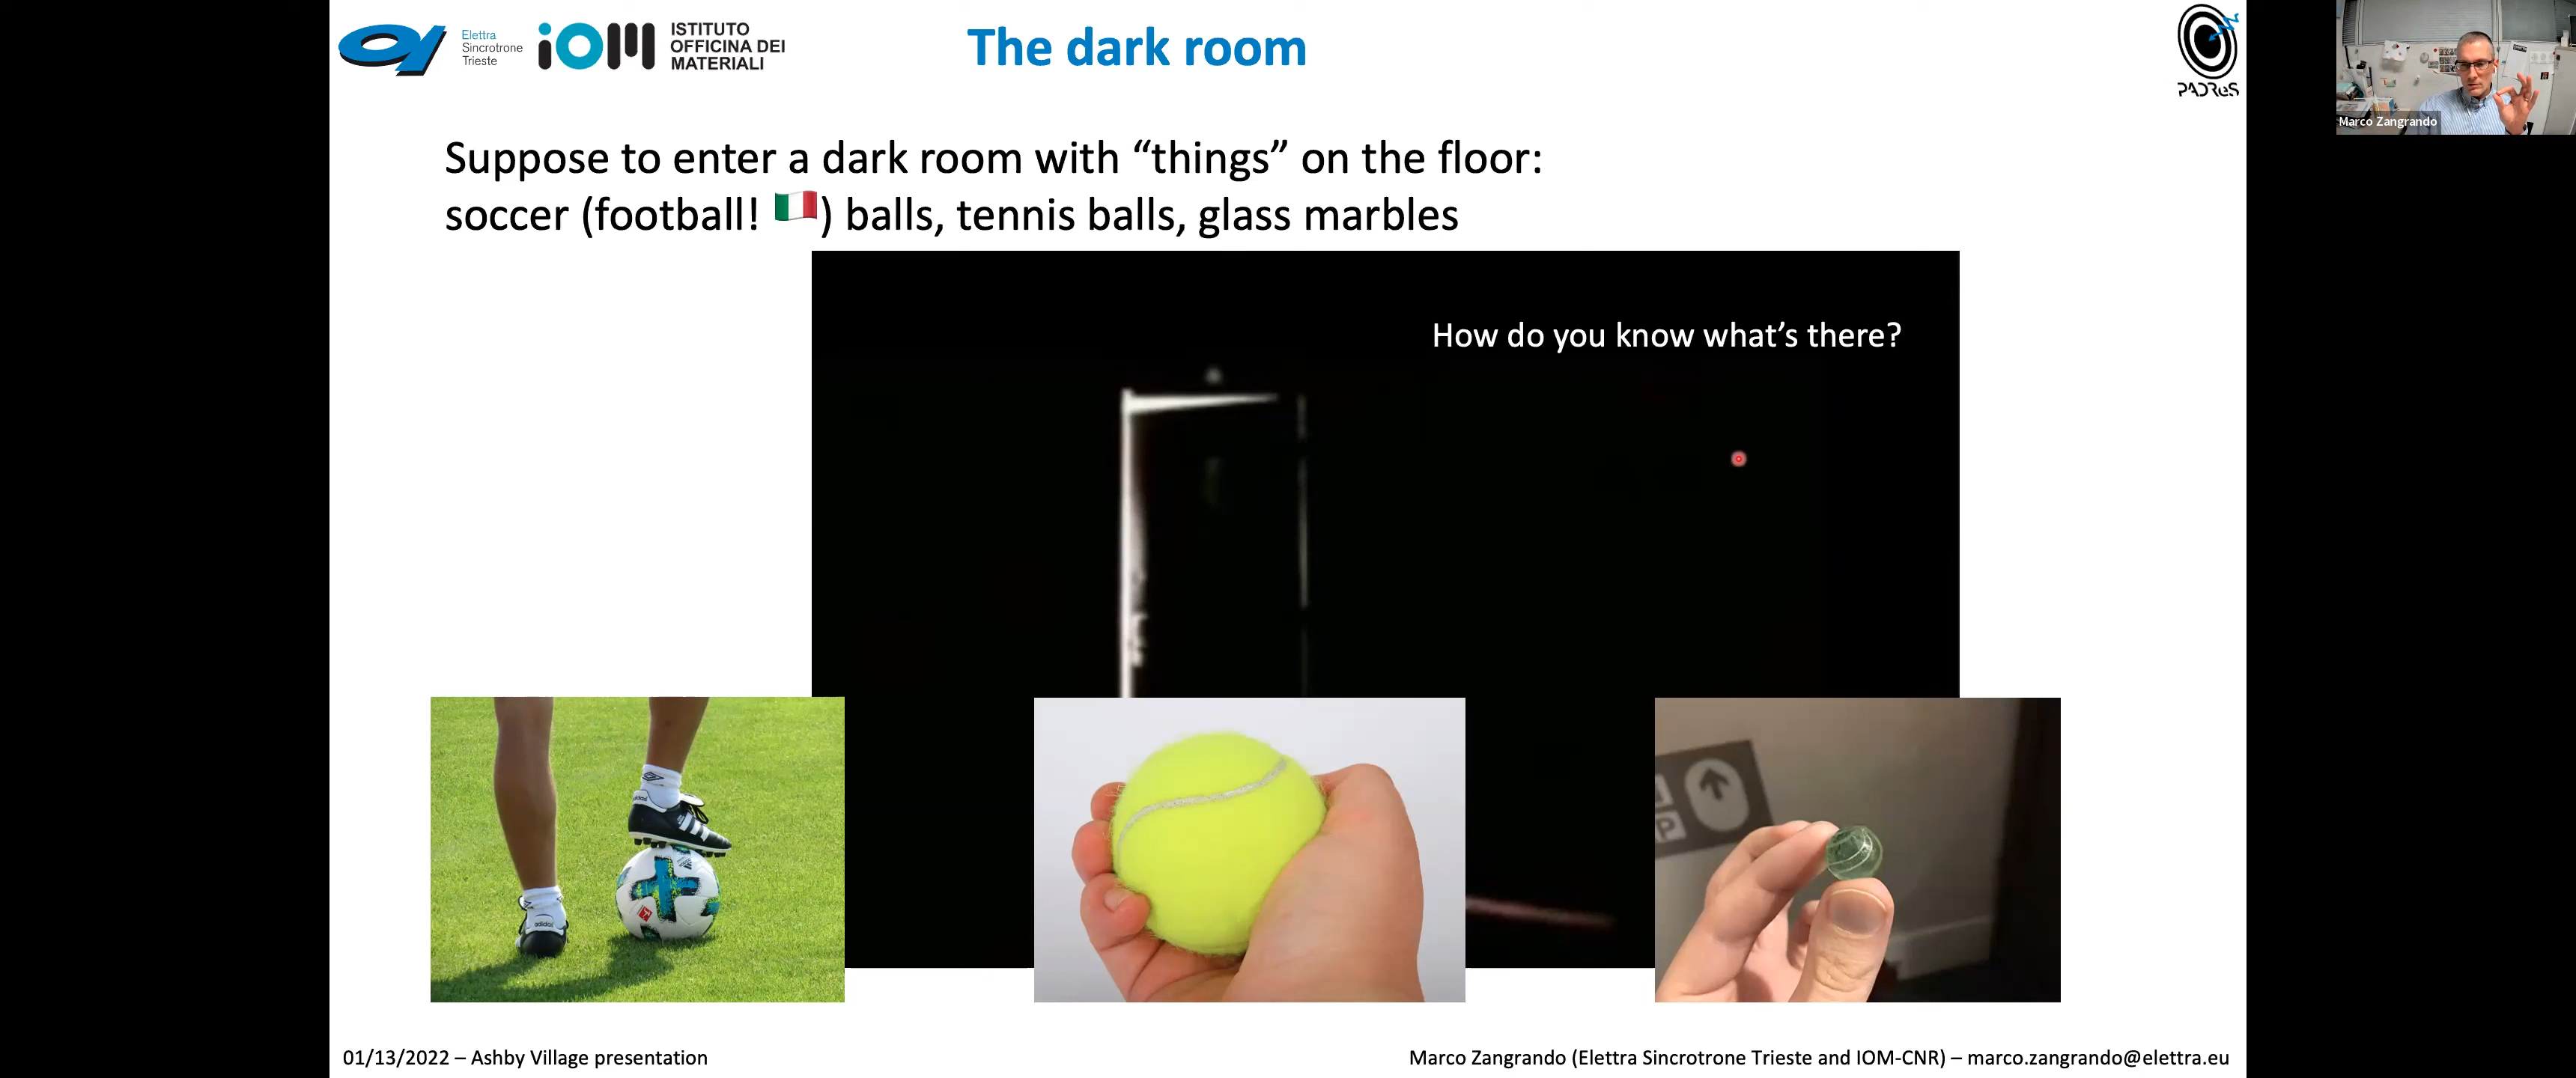 Elettra
Sincrotrone
Trieste
iOM
ISTITUTO
OFFICINA DEI
MATERIALI
The dark room
PADReS
Marco Zangrando
Suppose to enter a dark room with “things” on the floor:
soccer (football! 🇮🇹) balls, tennis balls, glass marbles
How do you know what’s there?
adidas
P
01/13/2022 – Ashby Village presentation
Marco Zangrando (Elettra Sincrotrone Trieste and IOM-CNR) – marco.zangrando@elettra.eu